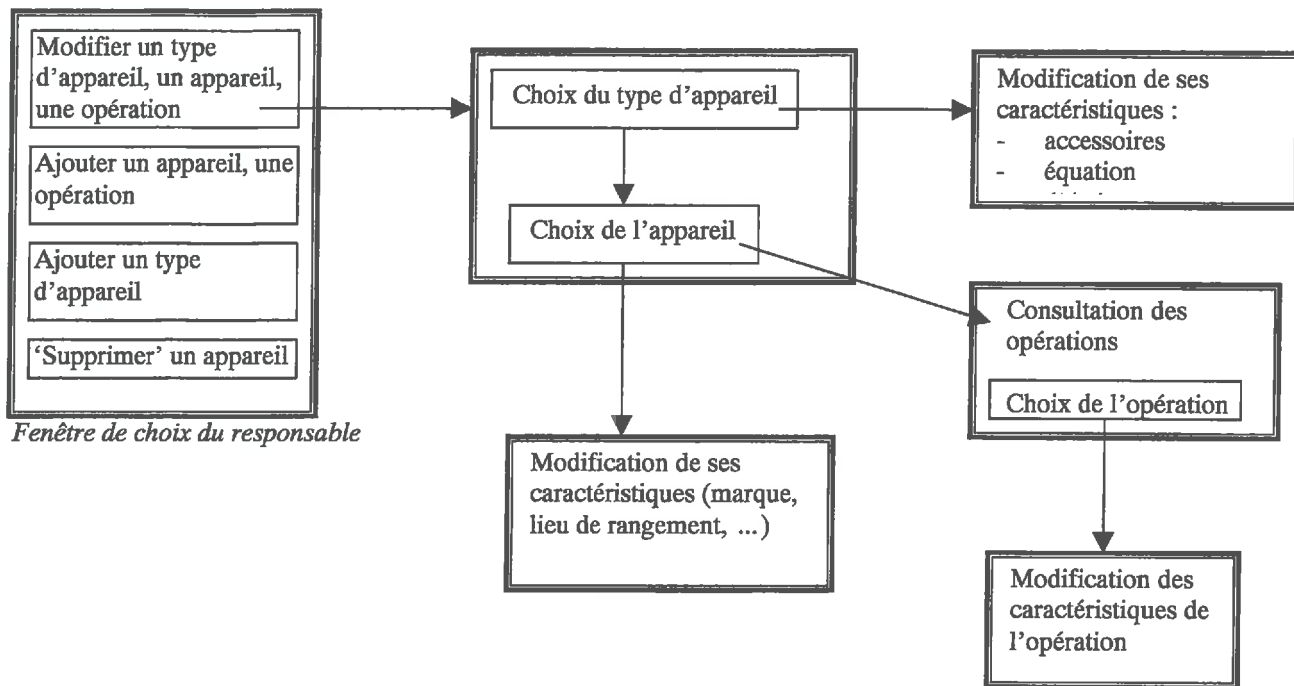 Modifier un type
d'appareil, un appareil,
une opération
Ajouter un appareil, une
opération
Ajouter un type
d'appareil
‘Supprimer’ un appareil
Fenêtre de choix du responsable
Choix du type d'appareil
Choix de l'appareil
Modification de ses
caractéristiques :
- accessoires
- équation
Modification de ses
caractéristiques (marque,
lieu de rangement, ...)
Consultation des
opérations
Choix de l'opération
Modification des
caractéristiques de
l'opération